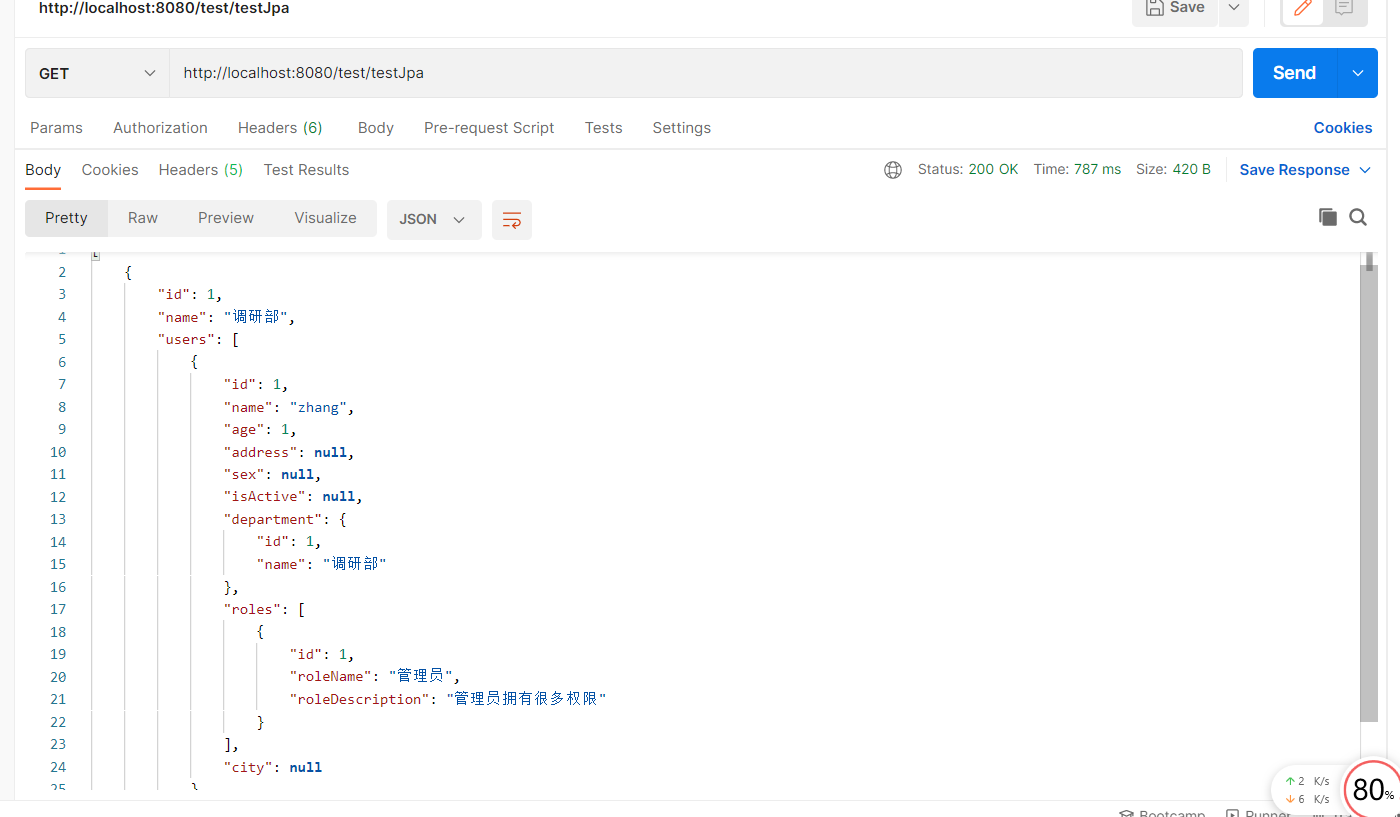 http://localhost:8080/test/testJpa
Save
GET
http://localhost:8080/test/testJpa
Send
Params Authorization Headers (6) Body Pre-request Script Tests Settings Cookies
Body Cookies Headers (5) Test Results Status: 200 OK Time: 787 ms Size: 420 B Save Response
Pretty Raw Preview Visualize JSON
1 [
2 {
3 "id": 1,
4 "name": "调研部",
5 "users": [
6 {
7 "id": 1,
8 "name": "zhang",
9 "age": 1,
10 "address": null,
11 "sex": null,
12 "isActive": null,
13 "department": {
14 "id": 1,
15 "name": "调研部"
16 },
17 "roles": [
18 {
19 "id": 1,
20 "roleName": "管理员",
21 "roleDescription": "管理员拥有很多权限"
22 }
23 ],
24 "city": null
25 }
2 K/s
6 K/s
80%
Bootcamp Runner